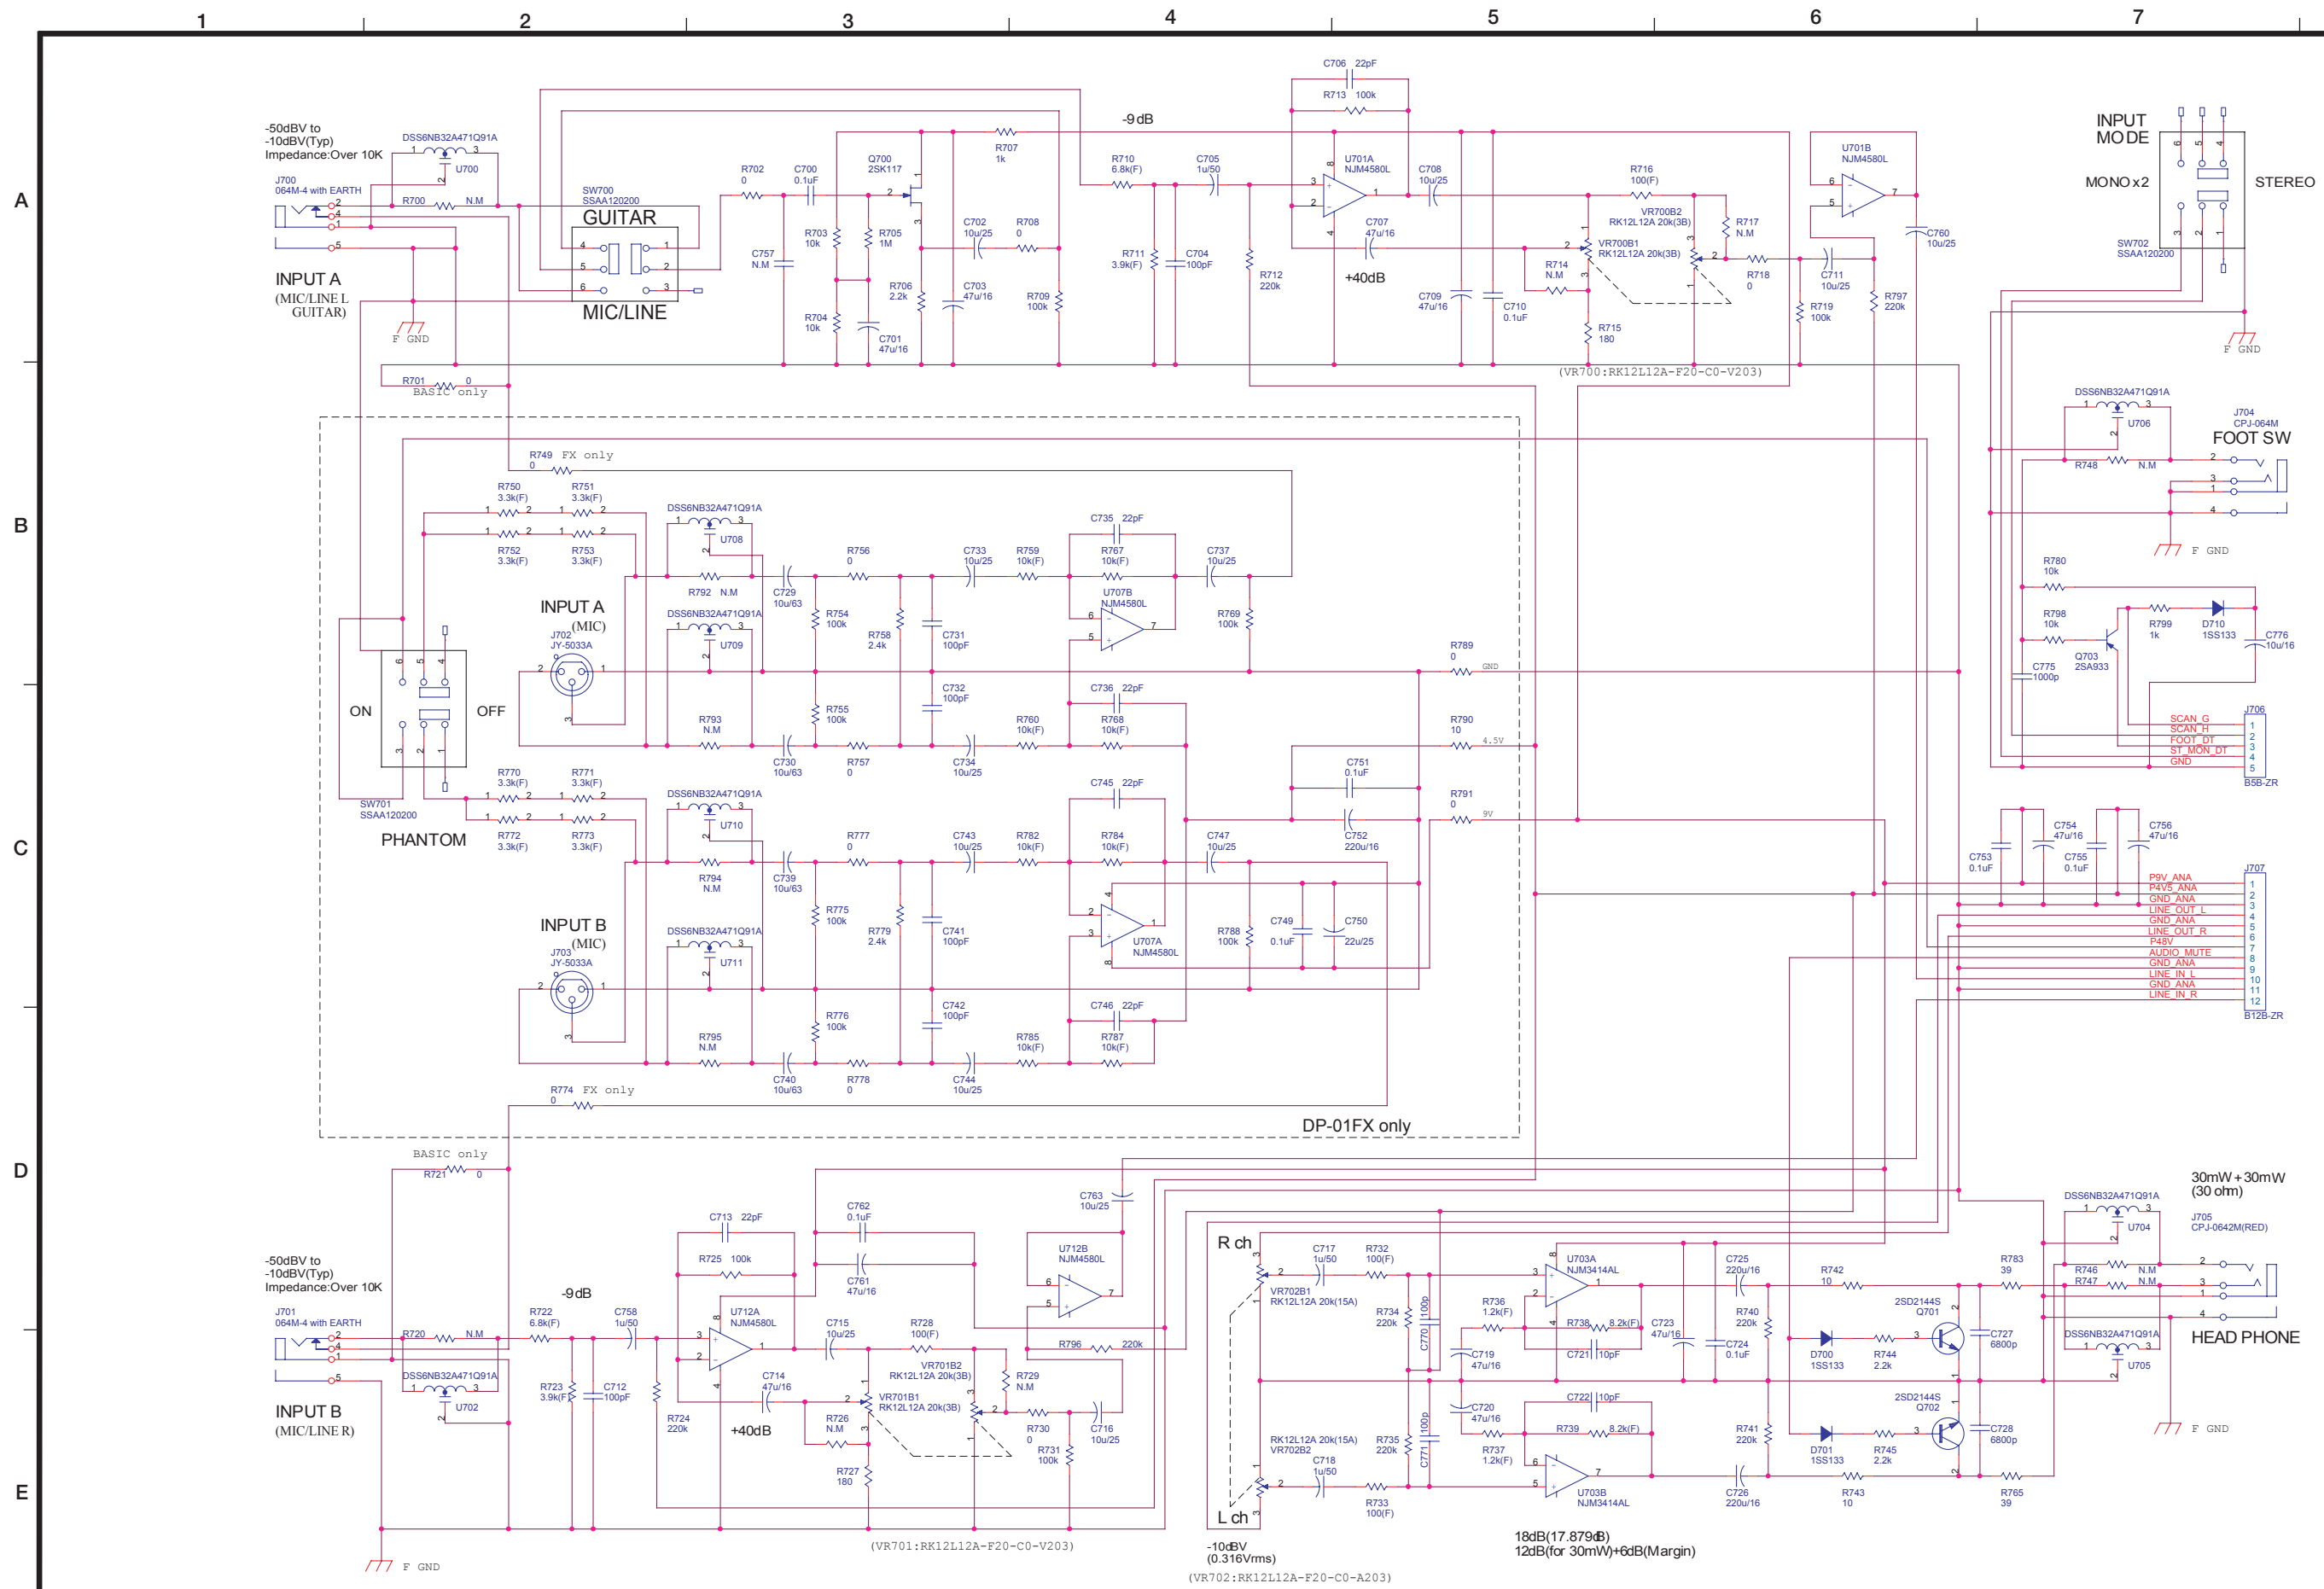 1 2 3 4 5 6 7
A
B
C
D
E
-50dBV to
-10dBV(Typ)
Impedance:Over 10K
J700
064M-4 with EARTH
INPUT A
(MIC/LINE L
GUITAR)
F GND
DSS6NB32A471Q91A
U700
R700 N.M
SW700
SSAA120200
GUITAR
MIC/LINE
R701 0
BASIC only
R702
0
C700
0.1uF
C757
N.M
Q700
2SK117
R703
10k
R705
1M
R706
2.2k
R704
10k
C701
47u/16
C702
10u/25
C703
47u/16
R707
1k
R708
0
R709
100k
-9dB
R710
6.8k(F)
C705
1u/50
R711
3.9k(F)
C704
100pF
R712
220k
C706 22pF
R713 100k
U701A
NJM4580L
C708
10u/25
C707
47u/16
+40dB
C709
47u/16
C710
0.1uF
R714
N.M
R715
180
R716
100(F)
VR700B2
RK12L12A 20k(3B)
VR700B1
RK12L12A 20k(3B)
R717
N.M
R718
0
R719
100k
C711
10u/25
U701B
NJM4580L
R797
220k
C760
10u/25
(VR700:RK12L12A-F20-C0-V203)
INPUT
MODE
MONO x2
STEREO
SW702
SSAA120200
F GND
DSS6NB32A471Q91A
U706
R748 N.M
J704
CPJ-064M
FOOT SW
F GND
R780
10k
R798
10k
R799
1k
D710
1SS133
Q703
2SA933
C775
1000p
C776
10u/16
J706
SCAN_G 1
SCAN_H 2
FOOT_DT 3
ST_MON_DT 4
GND 5
B5B-ZR
R749 FX only
0
R750
3.3k(F)
R751
3.3k(F)
R752
3.3k(F)
R753
3.3k(F)
DSS6NB32A471Q91A
U708
R792 N.M
DSS6NB32A471Q91A
U709
INPUT A
(MIC)
J702
JY-5033A
C729
10u/63
R756
0
R754
100k
R758
2.4k
C731
100pF
C733
10u/25
R759
10k(F)
C735 22pF
R767
10k(F)
U707B
NJM4580L
C737
10u/25
R769
100k
R789
0
GND
ON
OFF
SW701
SSAA120200
PHANTOM
R793
N.M
C730
10u/63
R755
100k
R757
0
C732
100pF
C734
10u/25
R760
10k(F)
C736 22pF
R768
10k(F)
R790
10
4.5V
R770
3.3k(F)
R771
3.3k(F)
R772
3.3k(F)
R773
3.3k(F)
DSS6NB32A471Q91A
U710
R794
N.M
C739
10u/63
R777
0
C743
10u/25
R782
10k(F)
C745 22pF
R784
10k(F)
C747
10u/25
C751
0.1uF
C752
220u/16
R791
0
9V
INPUT B
(MIC)
J703
JY-5033A
DSS6NB32A471Q91A
U711
R775
100k
R779
2.4k
C741
100pF
U707A
NJM4580L
R788
100k
C749
0.1uF
C750
22u/25
R795
N.M
C740
10u/63
R776
100k
R778
0
C742
100pF
C744
10u/25
R785
10k(F)
C746 22pF
R787
10k(F)
R774 FX only
0
DP-01FX only
C753
0.1uF
C754
47u/16
C755
0.1uF
C756
47u/16
J707
P9V_ANA 1
P4V5_ANA 2
GND_ANA 3
LINE_OUT_L 4
GND_ANA 5
LINE_OUT_R 6
P48V 7
AUDIO_MUTE 8
GND_ANA 9
LINE_IN_L 10
GND_ANA 11
LINE_IN_R 12
B12B-ZR
BASIC only
R721 0
-50dBV to
-10dBV(Typ)
Impedance:Over 10K
J701
064M-4 with EARTH
INPUT B
(MIC/LINE R)
F GND
R720 N.M
DSS6NB32A471Q91A
U702
-9dB
R722
6.8k(F)
C758
1u/50
R723
3.9k(F)
C712
100pF
R724
220k
C713 22pF
R725 100k
U712A
NJM4580L
C714
47u/16
+40dB
C762
0.1uF
C761
47u/16
C715
10u/25
R728
100(F)
VR701B2
RK12L12A 20k(3B)
VR701B1
RK12L12A 20k(3B)
R726
N.M
R727
180
R729
N.M
R730
0
R731
100k
C716
10u/25
C763
10u/25
U712B
NJM4580L
R796 220k
(VR701:RK12L12A-F20-C0-V203)
R ch
VR702B1
RK12L12A 20k(15A)
C717
1u/50
R732
100(F)
R734
220k
C770 100p
R736
1.2k(F)
U703A
NJM3414AL
R738 8.2k(F)
C721 10pF
C719
47u/16
C723
47u/16
C724
0.1uF
C725
220u/16
R740
220k
R742
10
D700
1SS133
R744
2.2k
2SD2144S
Q701
C727
6800p
R783
39
L ch
RK12L12A 20k(15A)
VR702B2
C718
1u/50
R733
100(F)
R735
220k
C771 100p
C720
47u/16
R737
1.2k(F)
C722 10pF
R739 8.2k(F)
U703B
NJM3414AL
C726
220u/16
R741
220k
R743
10
D701
1SS133
R745
2.2k
2SD2144S
Q702
C728
6800p
R765
39
-10dBV
(0.316Vrms)
(VR702:RK12L12A-F20-C0-A203)
18dB(17.879dB)
12dB(for 30mW)+6dB(Margin)
30mW+30mW
(30 ohm)
DSS6NB32A471Q91A
U704
J705
CPJ-0642M(RED)
R746 N.M
R747 N.M
DSS6NB32A471Q91A
U705
HEAD PHONE
F GND